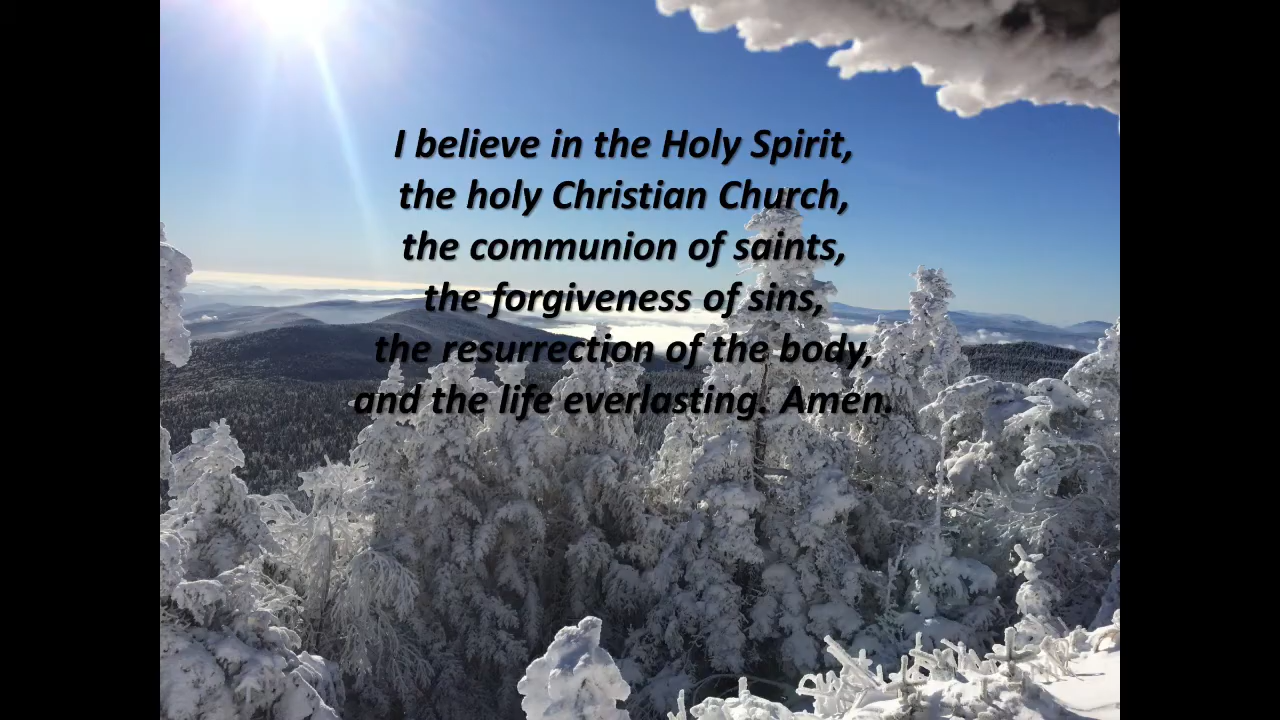 I believe in the Holy Spirit,
the holy Christian Church,
the communion of saints,
the forgiveness of sins,
the resurrection of the body,
and the life everlasting. Amen.